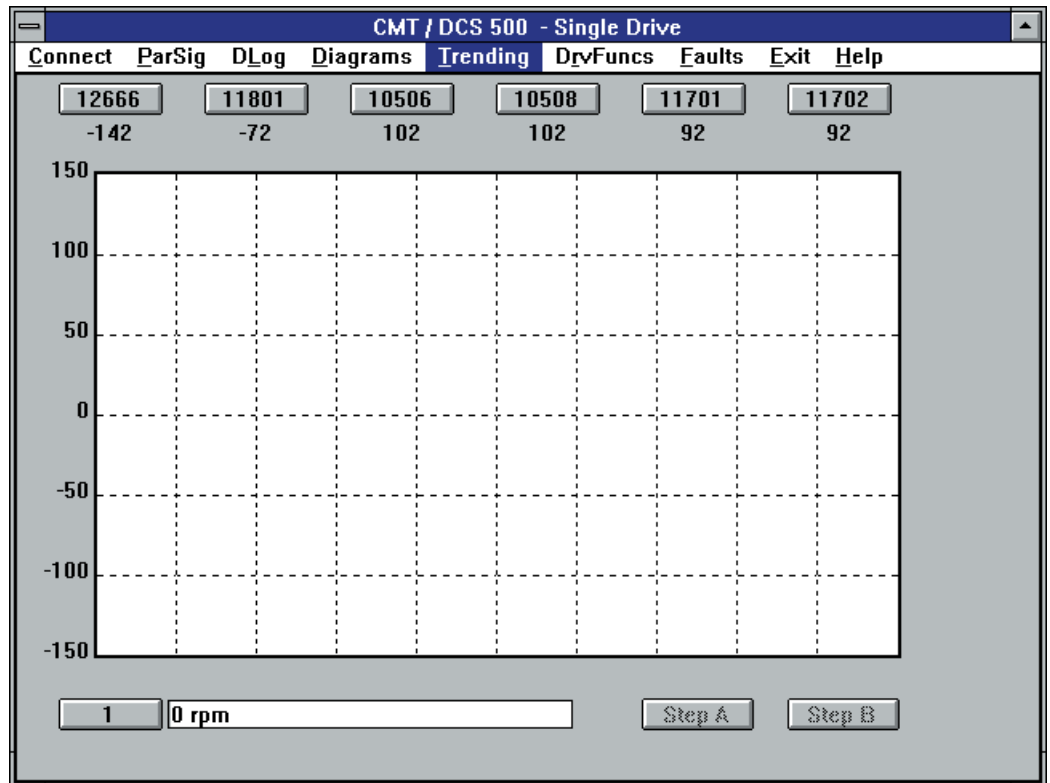 CMT / DCS 500 - Single Drive
Connect ParSig DLog Diagrams Trending DrvFuncs Faults Exit Help
12666 11801 10506 10508 11701 11702
-142 -72 102 102 92 92
150
100
50
0
-50
-100
-150
1 0 rpm Step A Step B